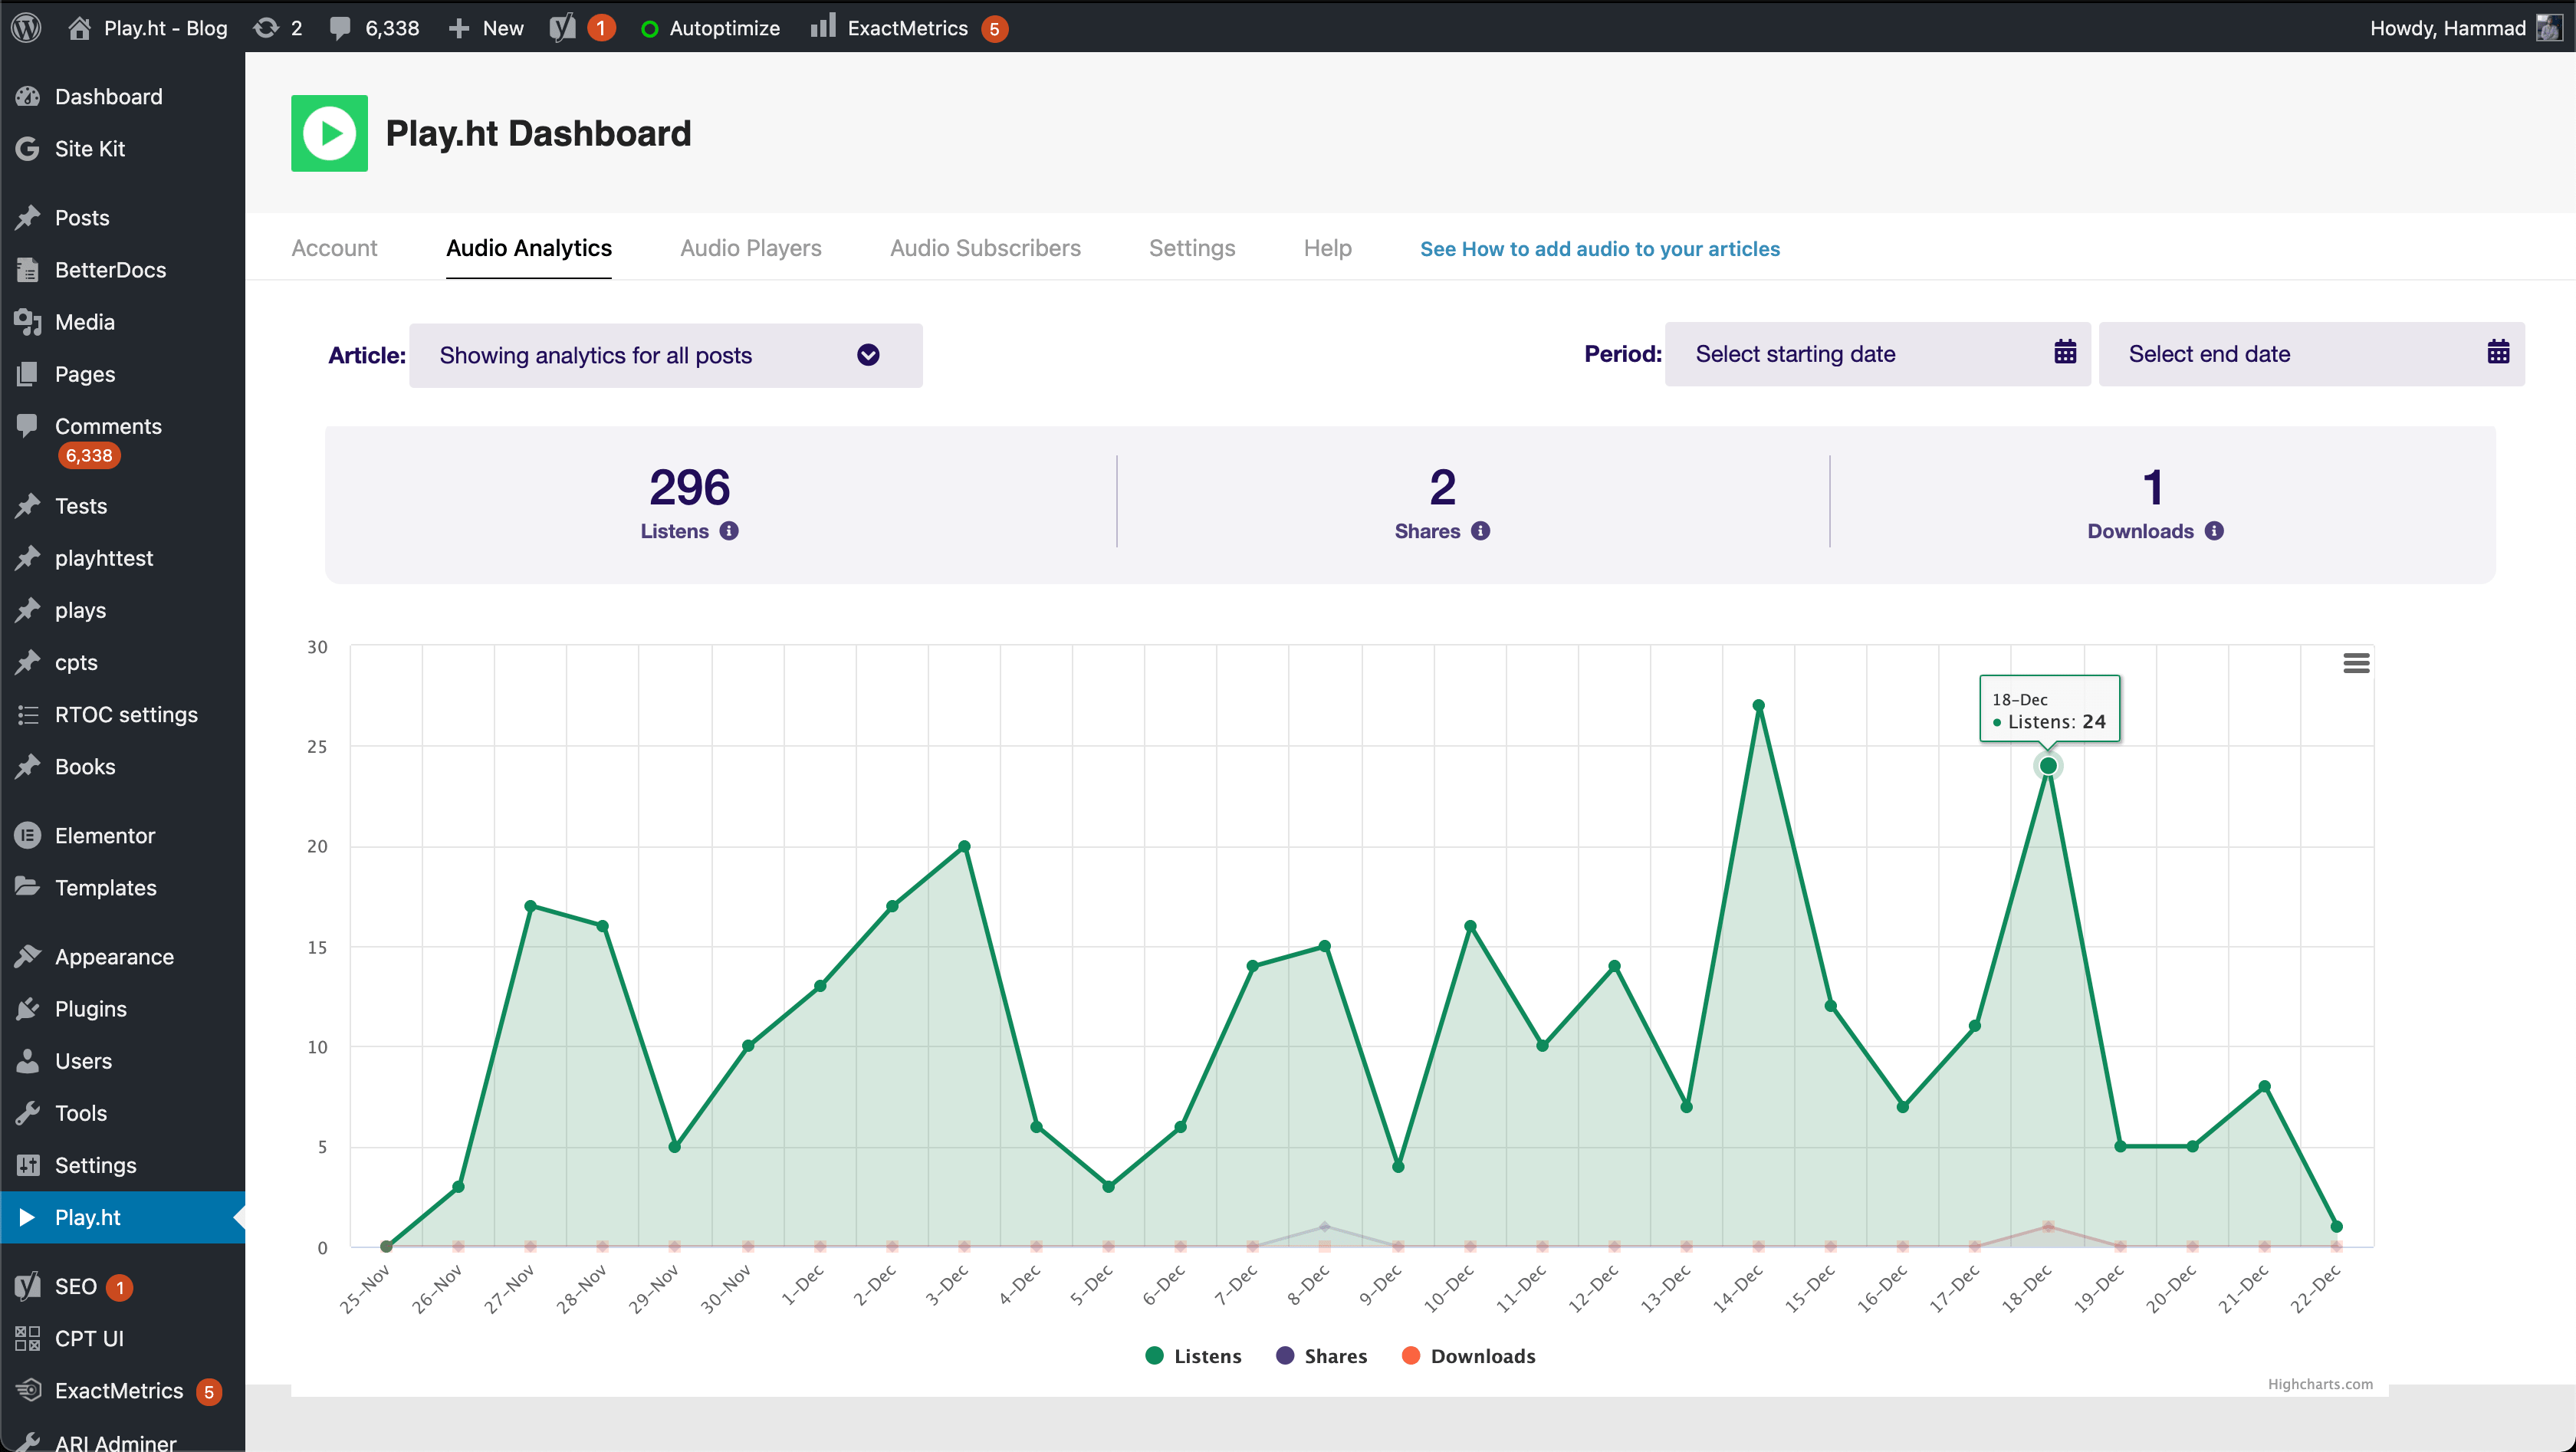 Play.ht - Blog 2 6,338 New 1 Autoptimize ExactMetrics 5 Howdy, Hammad
Dashboard
Site Kit
Posts
BetterDocs
Media
Pages
Comments
6,338
Tests
playhttest
plays
cpts
RTOC settings
Books
Elementor
Templates
Appearance
Plugins
Users
Tools
Settings
Play.ht
SEO 1
CPT UI
ExactMetrics 5
ARI Adminer
Play.ht Dashboard
Account Audio Analytics Audio Players Audio Subscribers Settings Help See How to add audio to your articles
Article: Showing analytics for all posts Period: Select starting date Select end date
296 2 1
Listens Shares Downloads
30
25
20
15
10
5
0
18-Dec
Listens: 24
25-Nov 26-Nov 27-Nov 28-Nov 29-Nov 30-Nov 1-Dec 2-Dec 3-Dec 4-Dec 5-Dec 6-Dec 7-Dec 8-Dec 9-Dec 10-Dec 11-Dec 12-Dec 13-Dec 14-Dec 15-Dec 16-Dec 17-Dec 18-Dec 19-Dec 20-Dec 21-Dec 22-Dec
Listens Shares Downloads
Highcharts.com